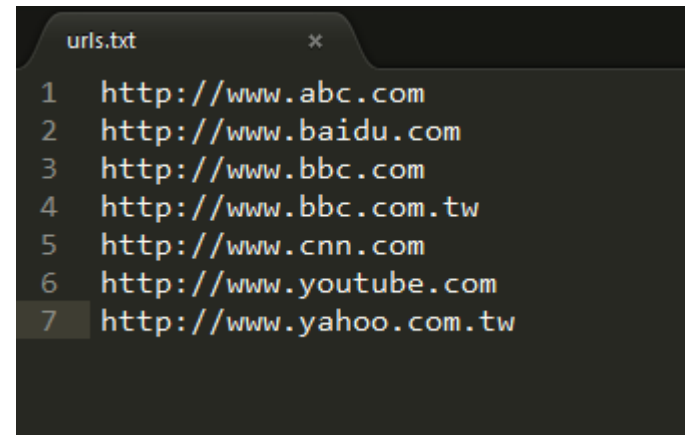 urls.txt ×
1 http://www.abc.com
2 http://www.baidu.com
3 http://www.bbc.com
4 http://www.bbc.com.tw
5 http://www.cnn.com
6 http://www.youtube.com
7 http://www.yahoo.com.tw